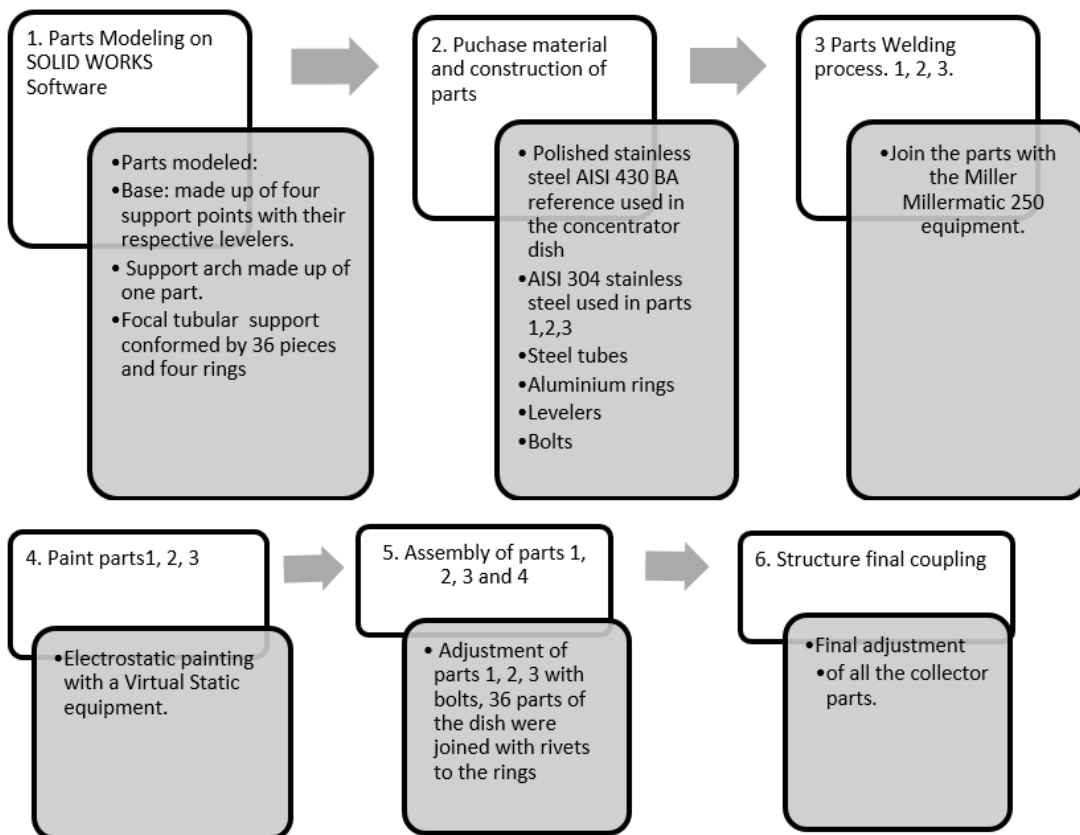 1. Parts Modeling on
SOLID WORKS
Software
•Parts modeled:
•Base: made up of four
support points with their
respective levelers.
• Support arch made up of
one part.
•Focal tubular support
conformed by 36 pieces
and four rings
2. Puchase material
and construction of
parts
• Polished stainless
steel AISI 430 BA
reference used in
the concentrator
dish
•AISI 304 stainless
steel used in parts
1,2,3
•Steel tubes
•Aluminium rings
•Levelers
•Bolts
3 Parts Welding
process. 1, 2, 3.
•Join the parts with
the Miller
Millermatic 250
equipment.
4. Paint parts1, 2, 3
•Electrostatic painting
with a Virtual Static
equipment.
5. Assembly of parts 1,
2, 3 and 4
• Adjustment of
parts 1, 2, 3 with
bolts, 36 parts of
the dish were
joined with rivets
to the rings
6. Structure final coupling
•Final adjustment
•of all the collector
parts.